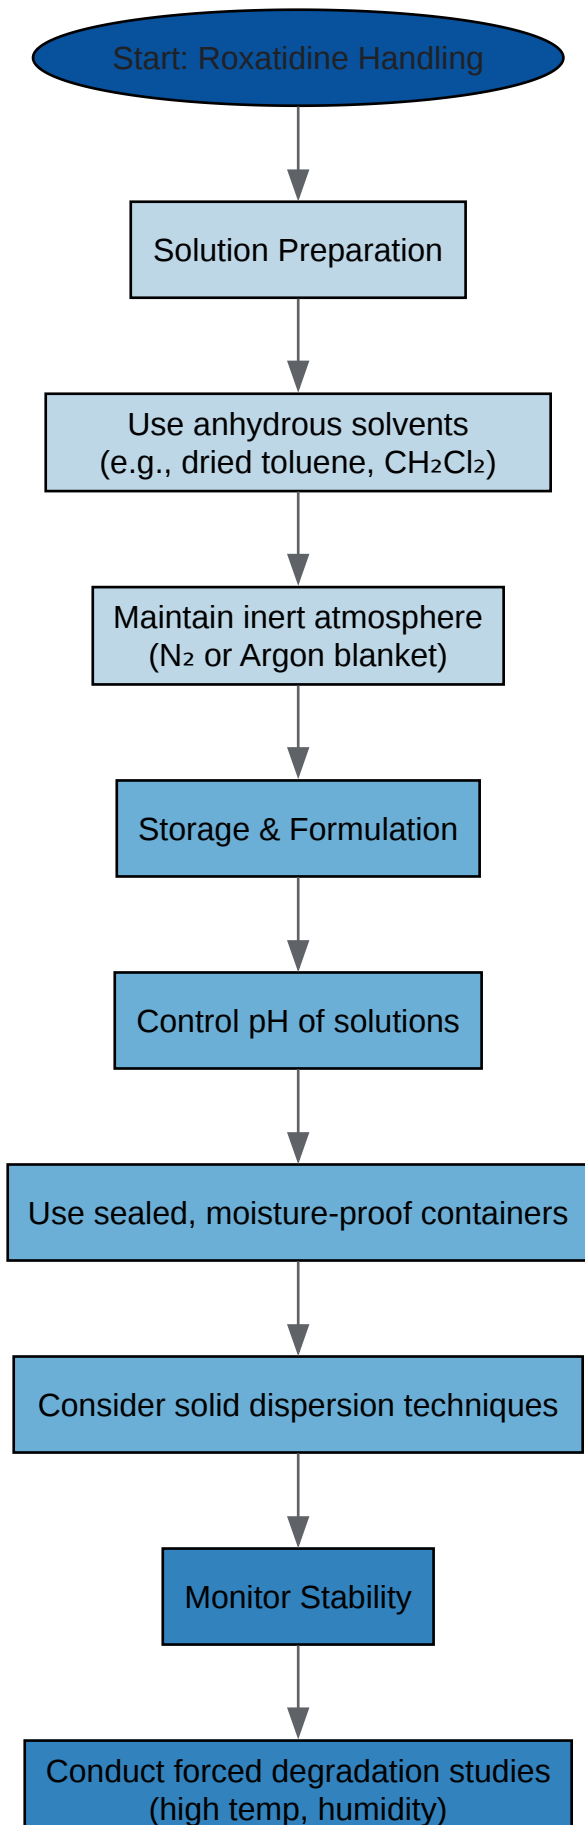 Start: Roxatidine Handling
Solution Preparation
Use anhydrous solvents
(e.g., dried toluene, CH₂Cl₂)
Maintain inert atmosphere
(N₂ or Argon blanket)
Storage & Formulation
Control pH of solutions
Use sealed, moisture-proof containers
Consider solid dispersion techniques
Monitor Stability
Conduct forced degradation studies
(high temp, humidity)